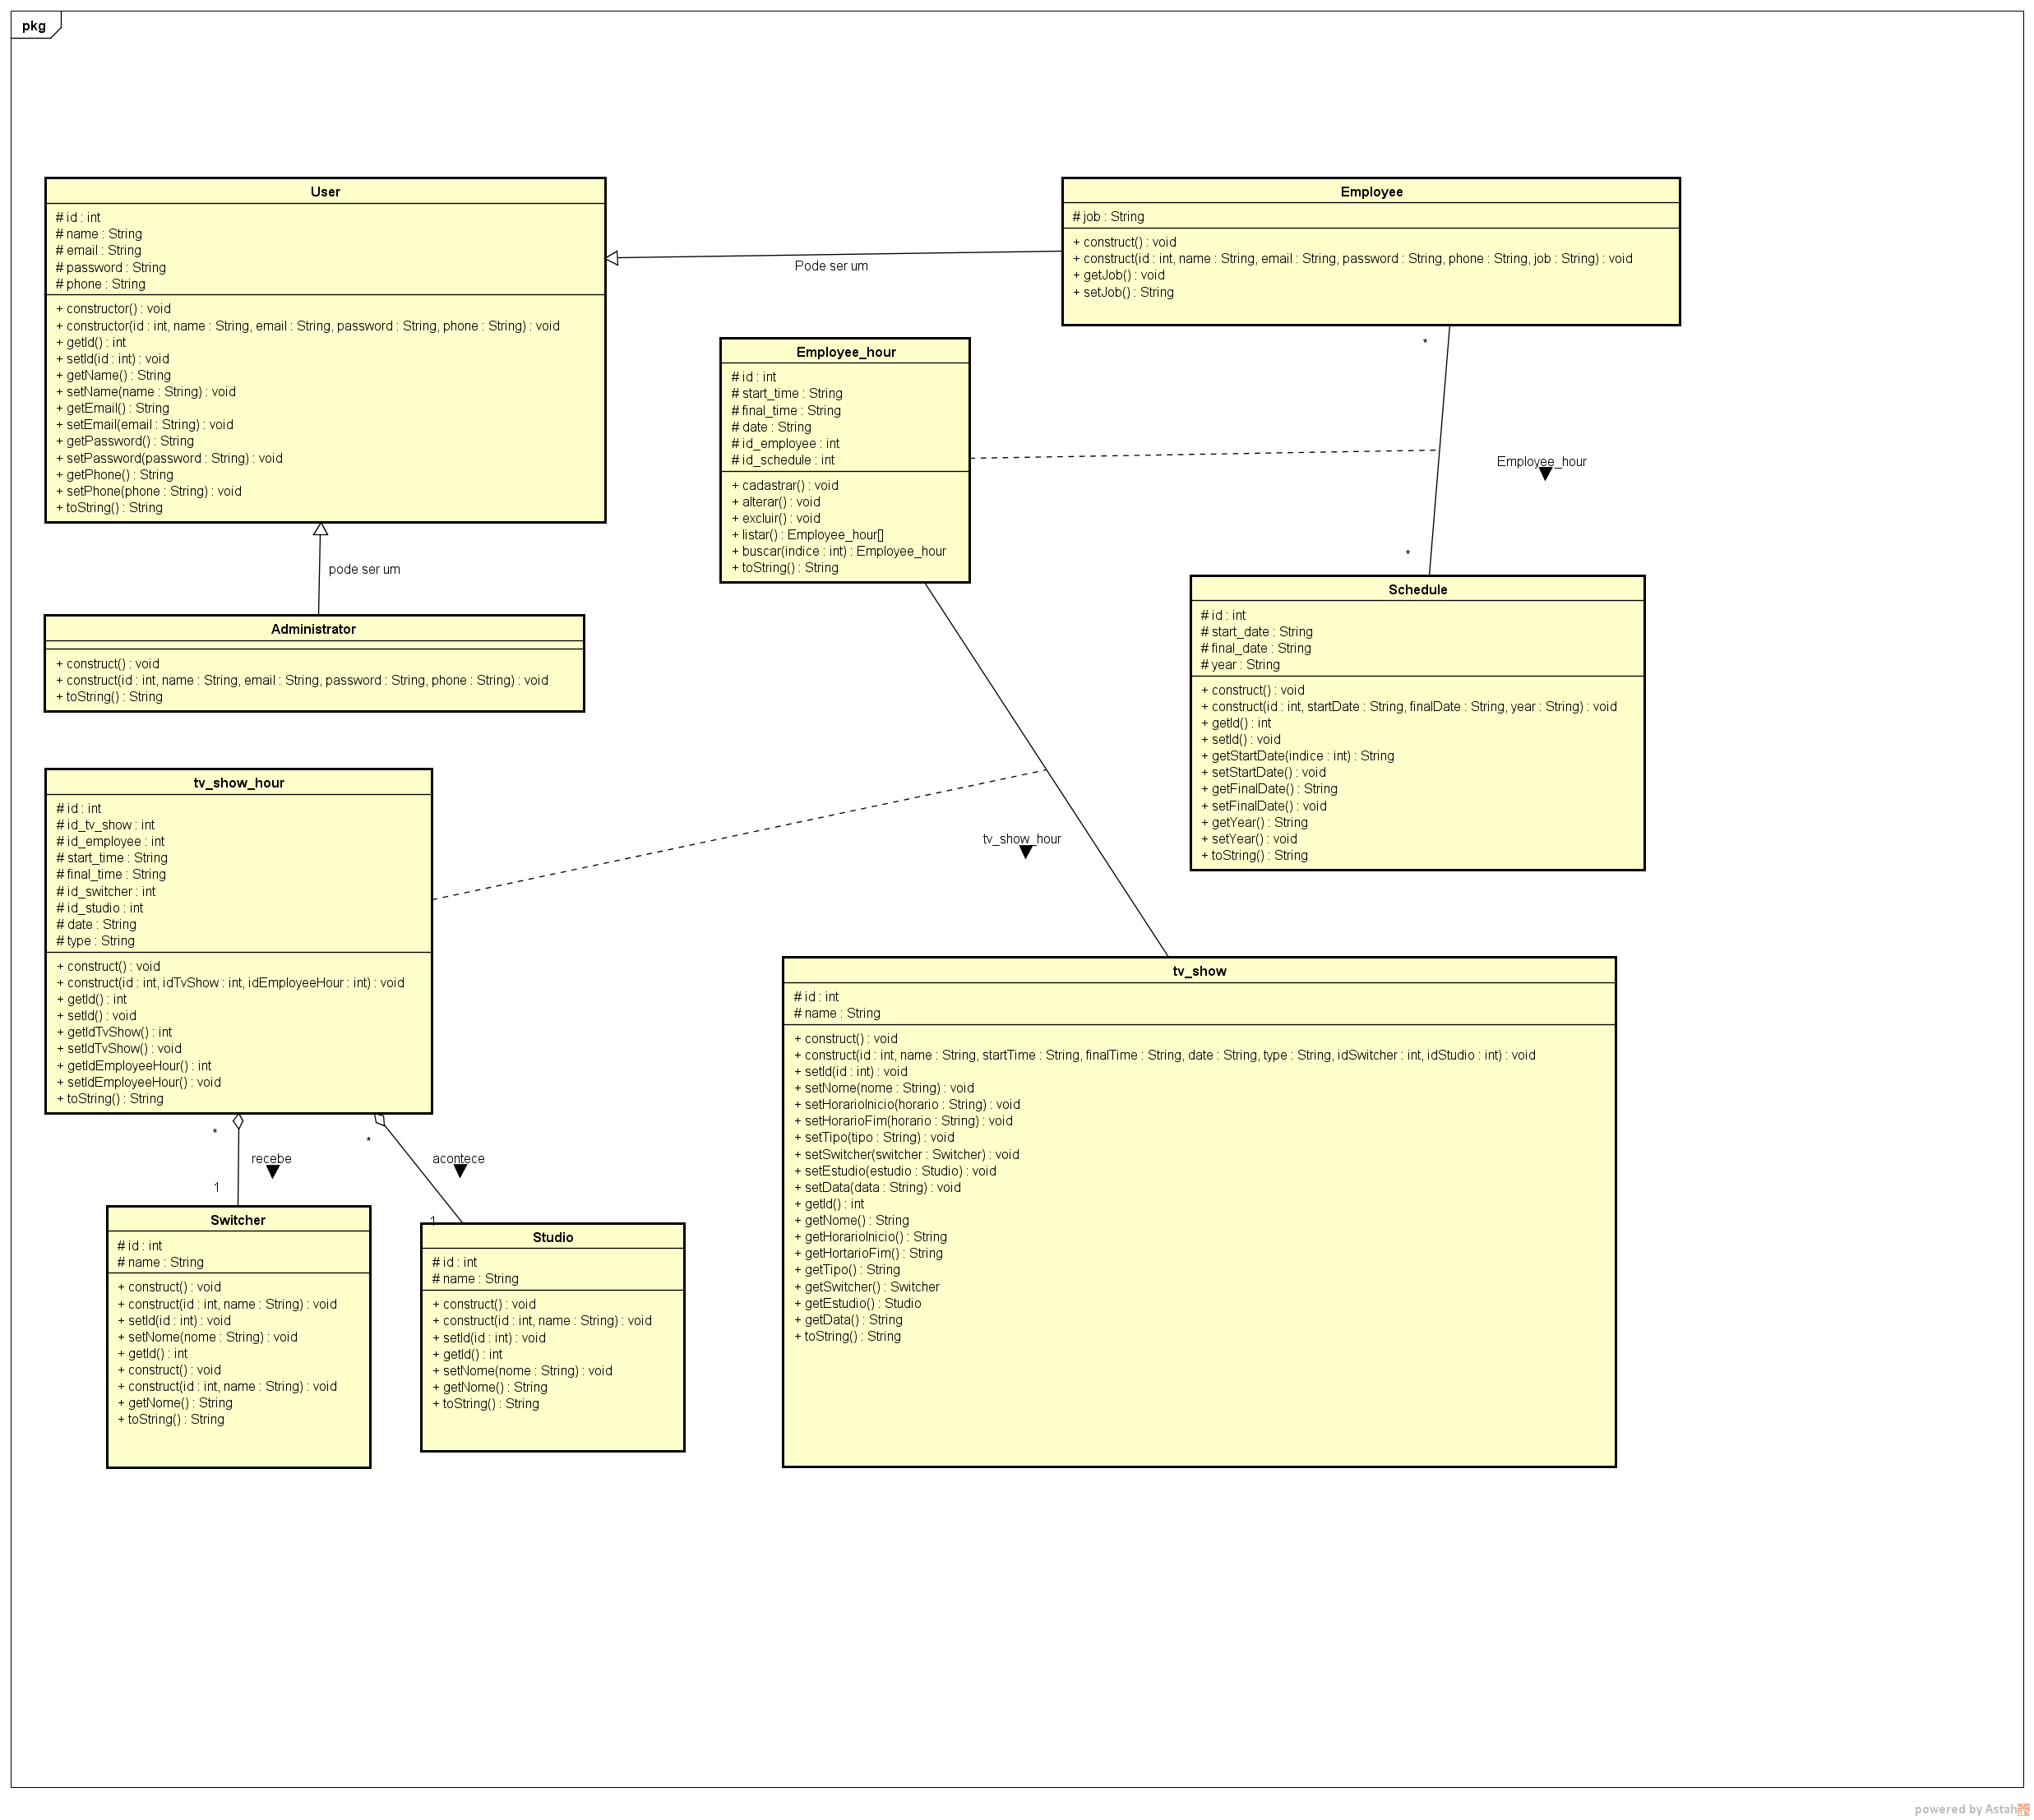 pkg
User
# id : int
# name : String
# email : String
# password : String
# phone : String
+ constructor() : void
+ constructor(id : int, name : String, email : String, password : String, phone : String) : void
+ getId() : int
+ setId(id : int) : void
+ getName() : String
+ setName(name : String) : void
+ getEmail() : String
+ setEmail(email : String) : void
+ getPassword() : String
+ setPassword(password : String) : void
+ getPhone() : String
+ setPhone(phone : String) : void
+ toString() : String
Pode ser um
Employee
# job : String
+ construct() : void
+ construct(id : int, name : String, email : String, password : String, phone : String, job : String) : void
+ getJob() : void
+ setJob() : String
Employee_hour
# id : int
# start_time : String
# final_time : String
# date : String
# id_employee : int
# id_schedule : int
+ cadastrar() : void
+ alterar() : void
+ excluir() : void
+ listar() : Employee_hour[]
+ buscar(indice : int) : Employee_hour
+ toString() : String
*
Employee_hour
*
pode ser um
Administrator
+ construct() : void
+ construct(id : int, name : String, email : String, password : String, phone : String) : void
+ toString() : String
Schedule
# id : int
# start_date : String
# final_date : String
# year : String
+ construct() : void
+ construct(id : int, startDate : String, finalDate : String, year : String) : void
+ getId() : int
+ setId() : void
+ getStartDate(indice : int) : String
+ setStartDate() : void
+ getFinalDate() : String
+ setFinalDate() : void
+ getYear() : String
+ setYear() : void
+ toString() : String
tv_show_hour
# id : int
# id_tv_show : int
# id_employee : int
# start_time : String
# final_time : String
# id_switcher : int
# id_studio : int
# date : String
# type : String
+ construct() : void
+ construct(id : int, idTvShow : int, idEmployeeHour : int) : void
+ getId() : int
+ setId() : void
+ getIdTvShow() : int
+ setIdTvShow() : void
+ getIdEmployeeHour() : int
+ setIdEmployeeHour() : void
+ toString() : String
tv_show_hour
tv_show
# id : int
# name : String
+ construct() : void
+ construct(id : int, name : String, startTime : String, finalTime : String, date : String, type : String, idSwitcher : int, idStudio : int) : void
+ setId(id : int) : void
+ setNome(nome : String) : void
+ setHorarioInicio(horario : String) : void
+ setHorarioFim(horario : String) : void
+ setTipo(tipo : String) : void
+ setSwitcher(switcher : Switcher) : void
+ setEstudio(estudio : Studio) : void
+ setData(data : String) : void
+ getId() : int
+ getNome() : String
+ getHorarioInicio() : String
+ getHortarioFim() : String
+ getTipo() : String
+ getSwitcher() : Switcher
+ getEstudio() : Studio
+ getData() : String
+ toString() : String
*
recebe
1
*
acontece
1
Switcher
# id : int
# name : String
+ construct() : void
+ construct(id : int, name : String) : void
+ setId(id : int) : void
+ setNome(nome : String) : void
+ getId() : int
+ construct() : void
+ construct(id : int, name : String) : void
+ getNome() : String
+ toString() : String
Studio
# id : int
# name : String
+ construct() : void
+ construct(id : int, name : String) : void
+ setId(id : int) : void
+ getId() : int
+ setNome(nome : String) : void
+ getNome() : String
+ toString() : String
powered by Astah